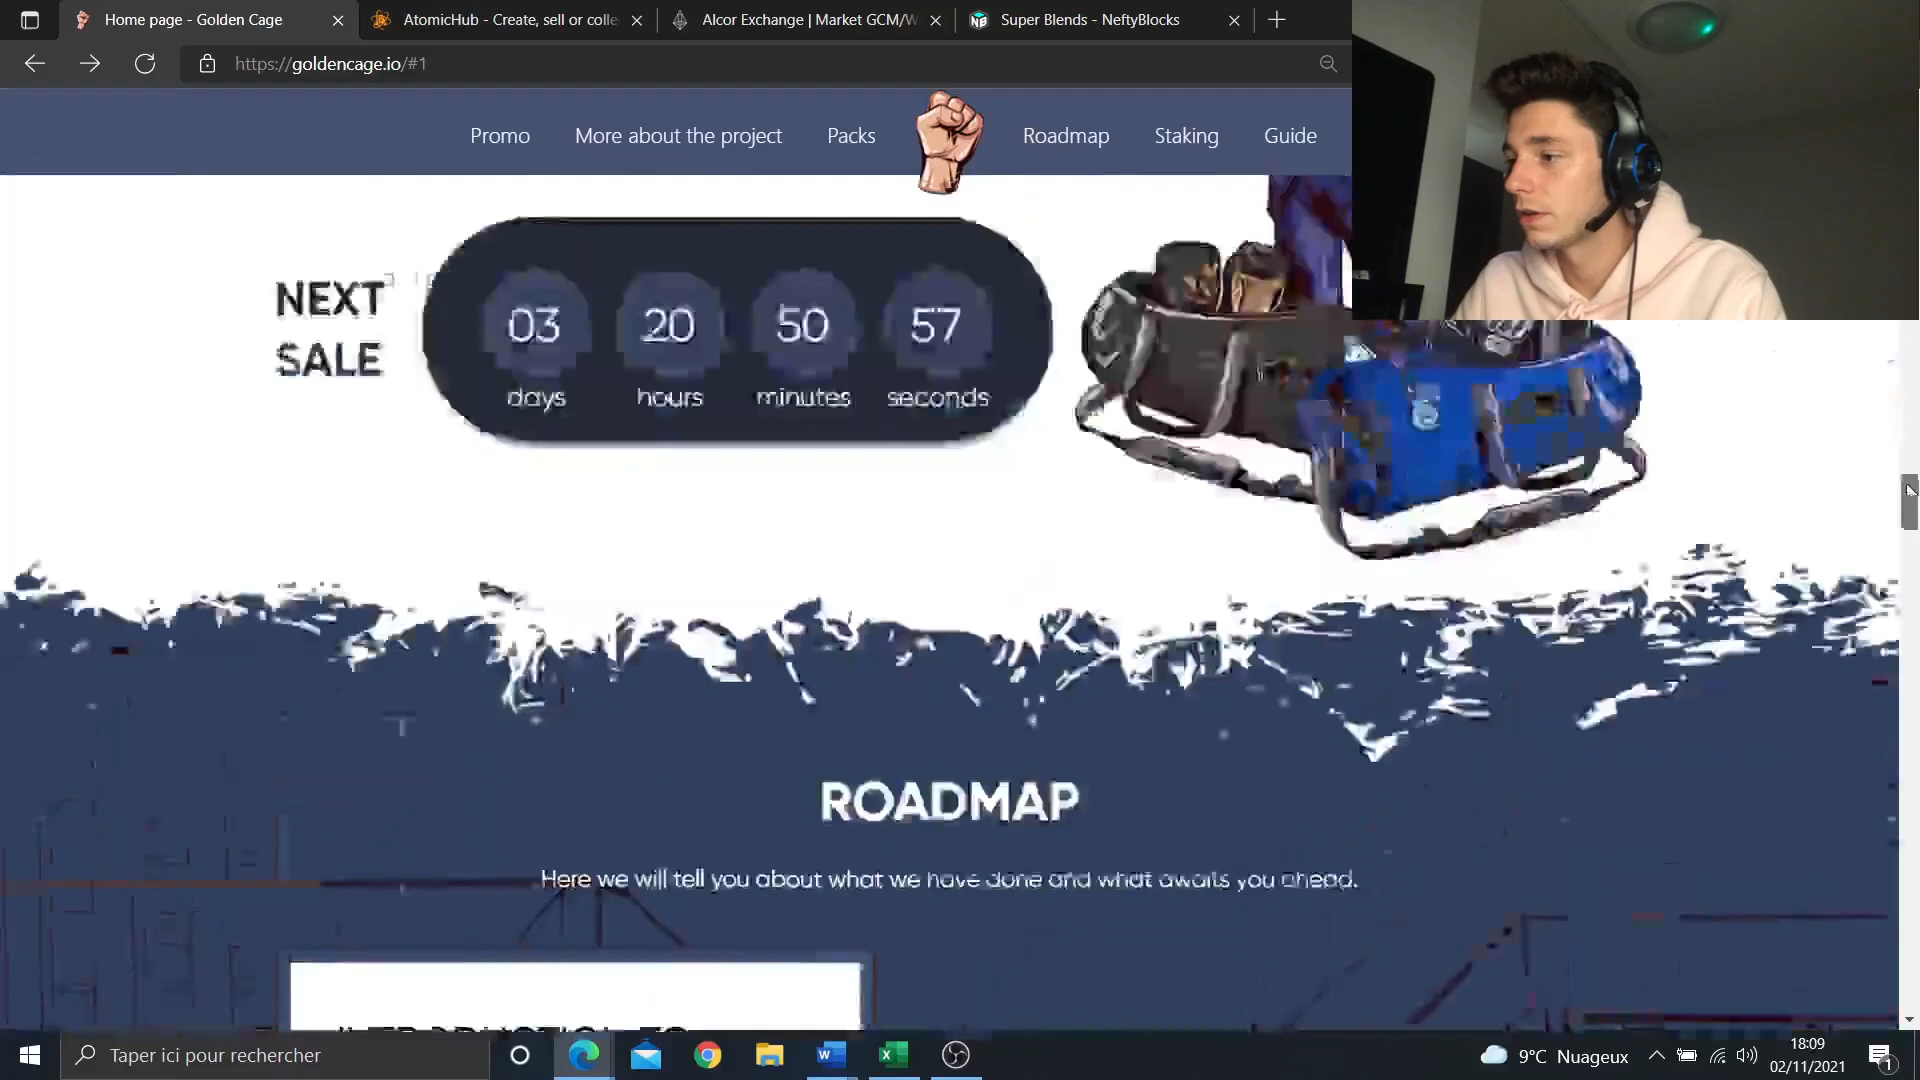 Home page - Golden Cage
AtomicHub - Create, sell or colle
Alcor Exchange | Market GCM/W
Super Blends - NeftyBlocks
https://goldencage.io/#1
Promo
More about the project
Packs
Roadmap
Staking
Guide
NEXT
SALE
03
20
50
57
days
hours
minutes
seconds
ROADMAP
Here we will tell you about what we have done and what awaits you ahead.
Taper ici pour rechercher
9°C Nuageux
18:09
02/11/2021
1